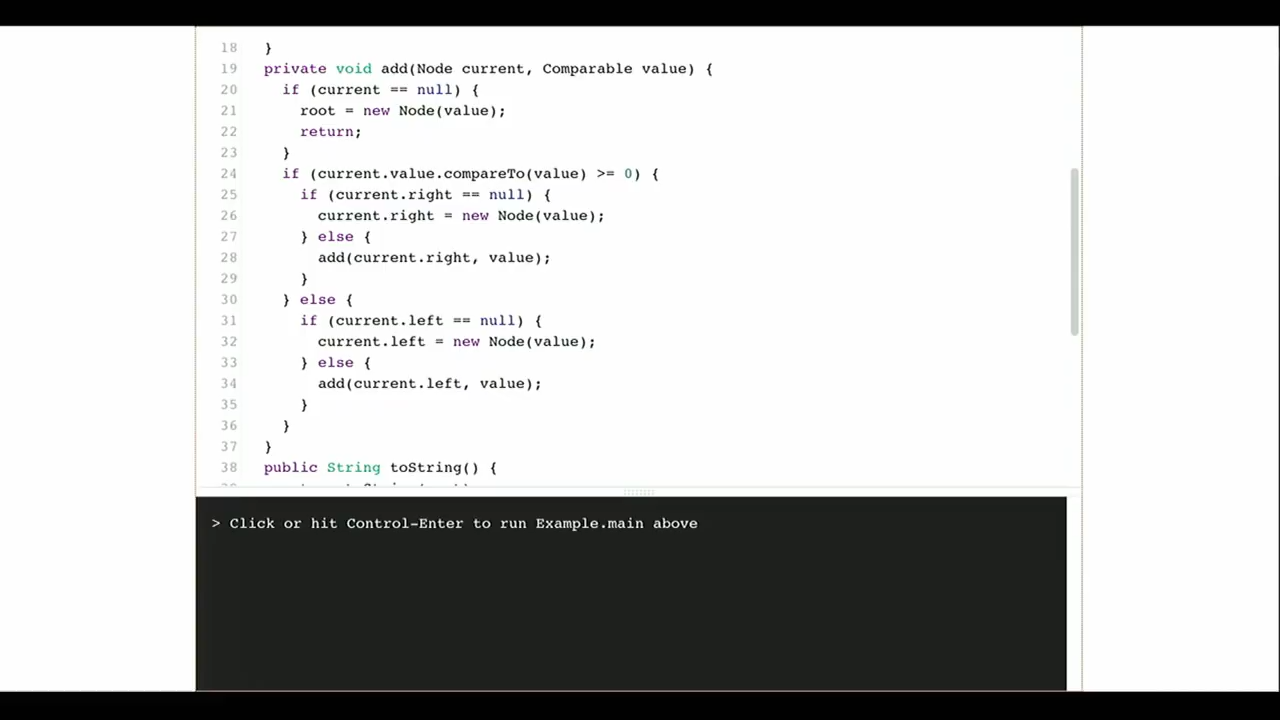 18 }
19 private void add(Node current, Comparable value) {
20 if (current == null) {
21 root = new Node(value);
22 return;
23 }
24 if (current.value.compareTo(value) >= 0) {
25 if (current.right == null) {
26 current.right = new Node(value);
27 } else {
28 add(current.right, value);
29 }
30 } else {
31 if (current.left == null) {
32 current.left = new Node(value);
33 } else {
34 add(current.left, value);
35 }
36 }
37 }
38 public String toString() {
> Click or hit Control-Enter to run Example.main above